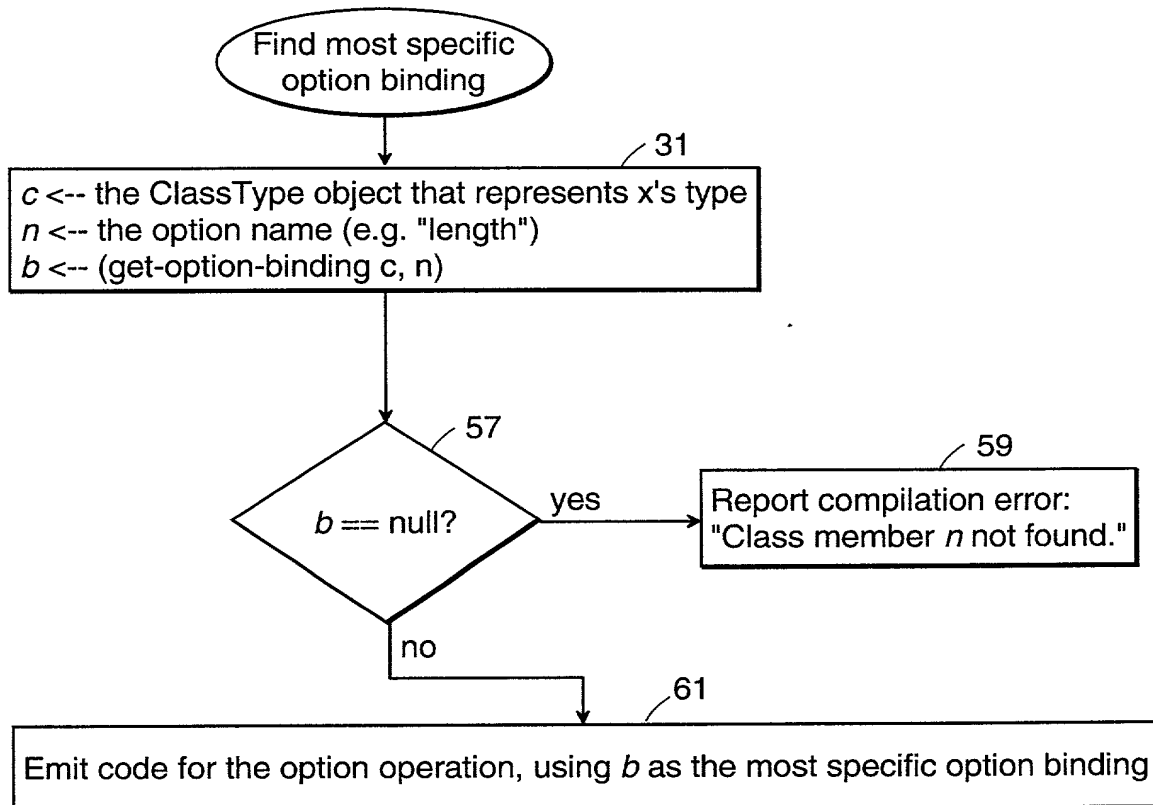 Find most specific
option binding
31
c <-- the ClassType object that represents x's type
n <-- the option name (e.g. "length")
b <-- (get-option-binding c, n)
57
b == null?
yes
59
Report compilation error:
"Class member n not found."
no
61
Emit code for the option operation, using b as the most specific option binding